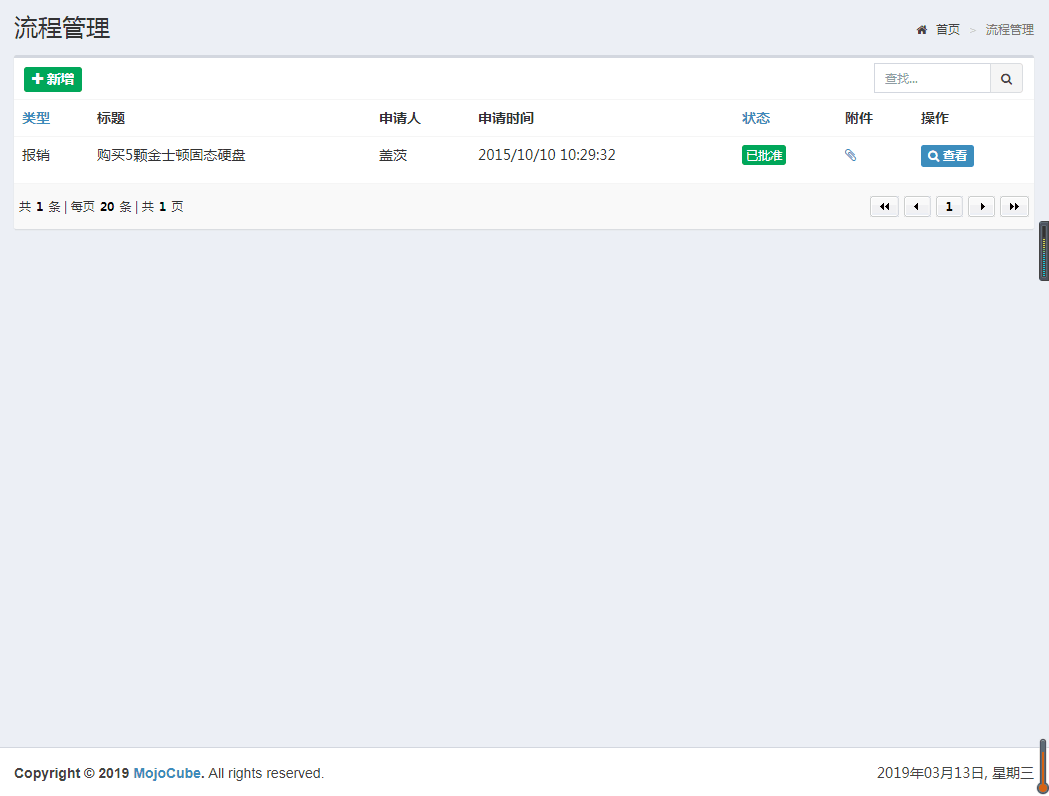 流程管理
首页 > 流程管理
新增
查找...
类型 标题 申请人 申请时间 状态 附件 操作
报销 购买5颗金士顿固态硬盘 盖茨 2015/10/10 10:29:32 已批准 查看
共 1 条 | 每页 20 条 | 共 1 页
1
Copyright © 2019 MojoCube. All rights reserved.
2019年03月13日, 星期三